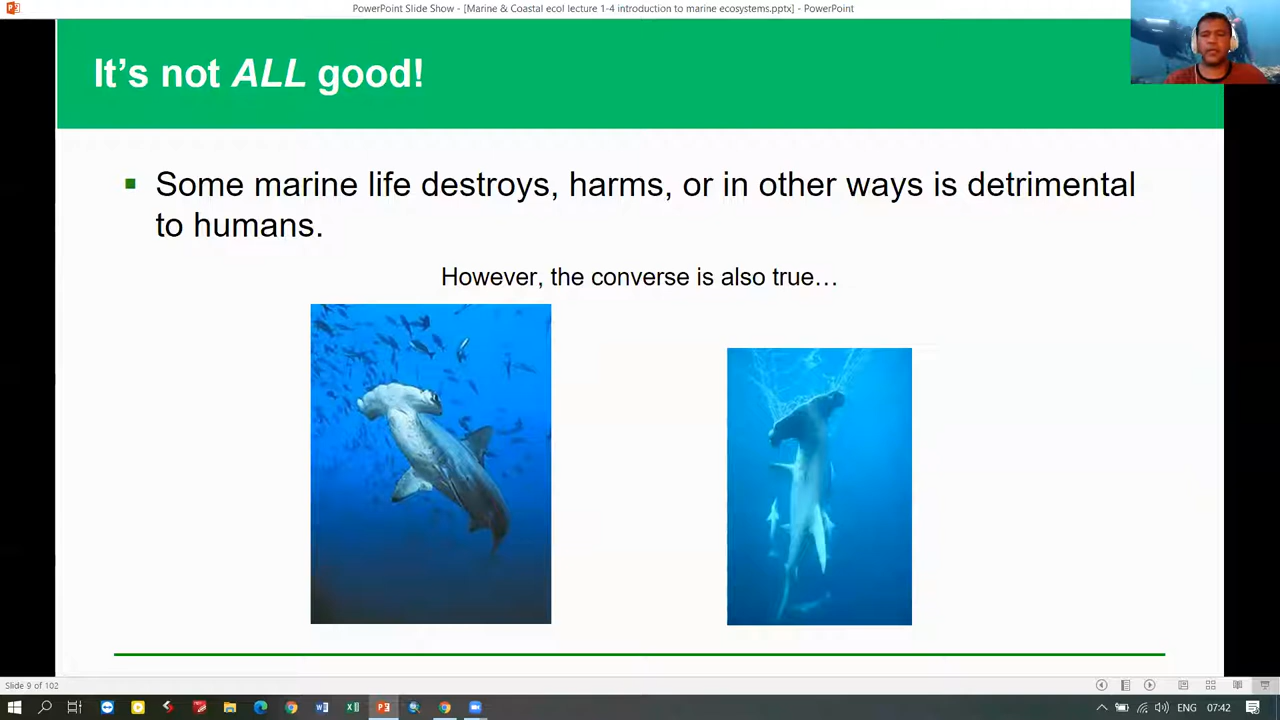 PowerPoint Slide Show - [Marine & Coastal ecol lecture 1-4 introduction to marine ecosystems.pptx] - PowerPoint
It's not ALL good!
Some marine life destroys, harms, or in other ways is detrimental
to humans.
However, the converse is also true…
Slide 9 of 102
ENG 07:42